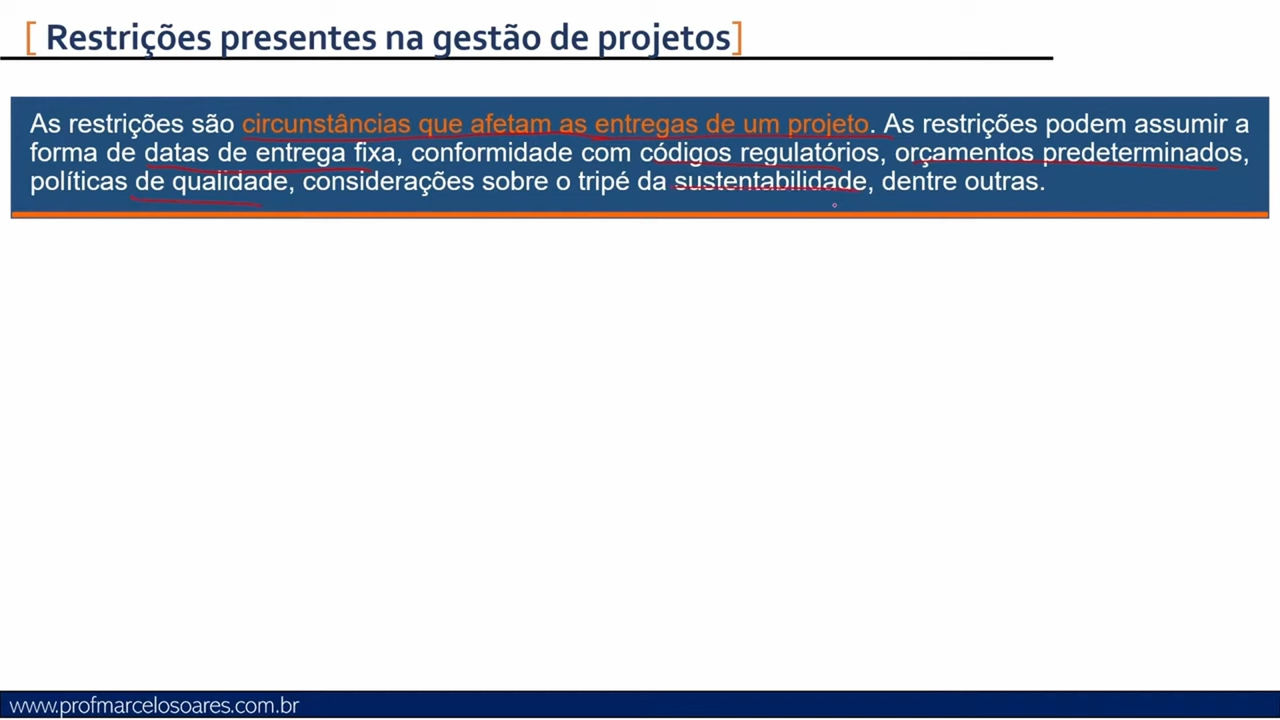 [ Restrições presentes na gestão de projetos]
As restrições são circunstâncias que afetam as entregas de um projeto. As restrições podem assumir a
forma de datas de entrega fixa, conformidade com códigos regulatórios, orçamentos predeterminados,
políticas de qualidade, considerações sobre o tripé da sustentabilidade, dentre outras.
www.profmarcelosoares.com.br